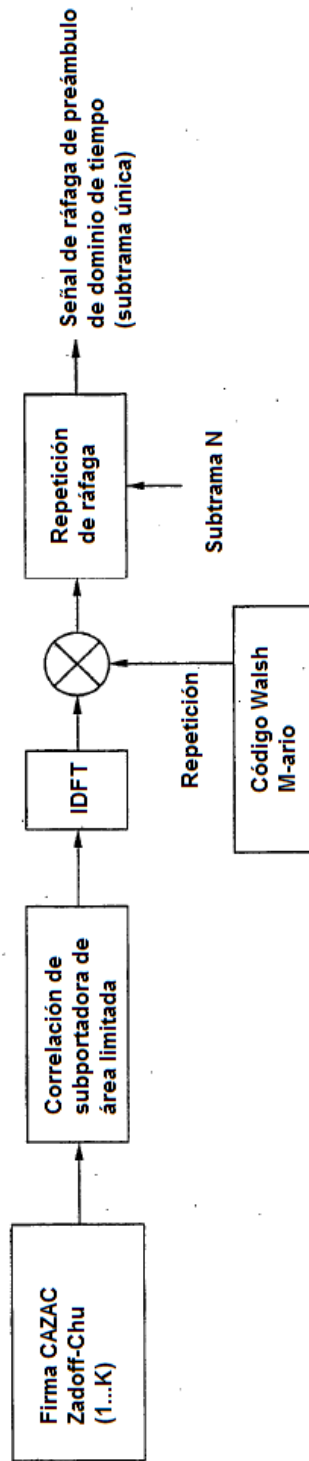 Firma CAZAC
Zadoff-Chu
(1...K)
Correlación de
subportadora de
área limitada
IDFT
Repetición
Código Walsh
M-ario
Repetición
de ráfaga
Subtrama N
Señal de ráfaga de preámbulo
de dominio de tiempo
(subtrama única)